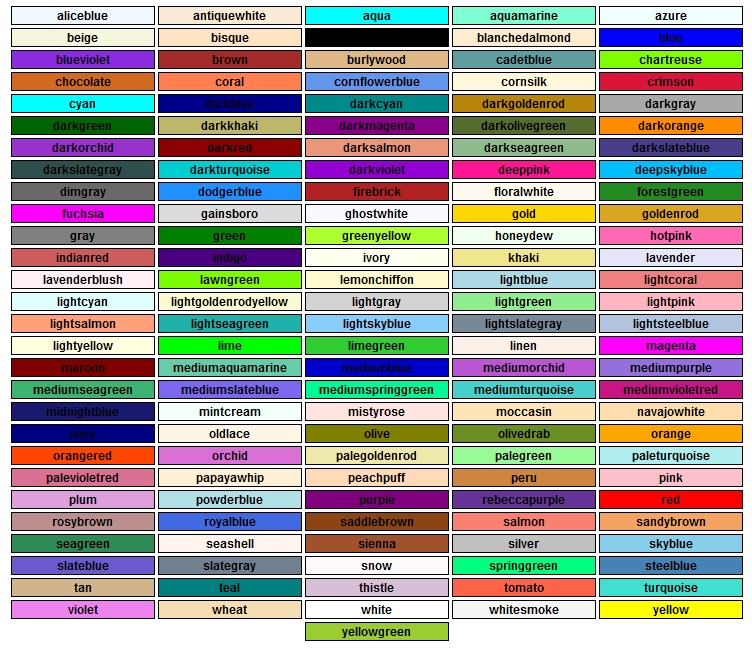 aliceblue antiquewhite aqua aquamarine azure
beige bisque blanchedalmond blue
blueviolet brown burlywood cadetblue chartreuse
chocolate coral cornflowerblue cornsilk crimson
cyan darkblue darkcyan darkgoldenrod darkgray
darkgreen darkkhaki darkmagenta darkolivegreen darkorange
darkorchid darkred darksalmon darkseagreen darkslateblue
darkslategray darkturquoise darkviolet deeppink deepskyblue
dimgray dodgerblue firebrick floralwhite forestgreen
fuchsia gainsboro ghostwhite gold goldenrod
gray green greenyellow honeydew hotpink
indianred indigo ivory khaki lavender
lavenderblush lawngreen lemonchiffon lightblue lightcoral
lightcyan lightgoldenrodyellow lightgray lightgreen lightpink
lightsalmon lightseagreen lightskyblue lightslategray lightsteelblue
lightyellow lime limegreen linen magenta
maroon mediumaquamarine mediumblue mediumorchid mediumpurple
mediumseagreen mediumslateblue mediumspringgreen mediumturquoise mediumvioletred
midnightblue mintcream mistyrose moccasin navajowhite
navy oldlace olive olivedrab orange
orangered orchid palegoldenrod palegreen paleturquoise
palevioletred papayawhip peachpuff peru pink
plum powderblue purple rebeccapurple red
rosybrown royalblue saddlebrown salmon sandybrown
seagreen seashell sienna silver skyblue
slateblue slategray snow springgreen steelblue
tan teal thistle tomato turquoise
violet wheat white whitesmoke yellow
yellowgreen